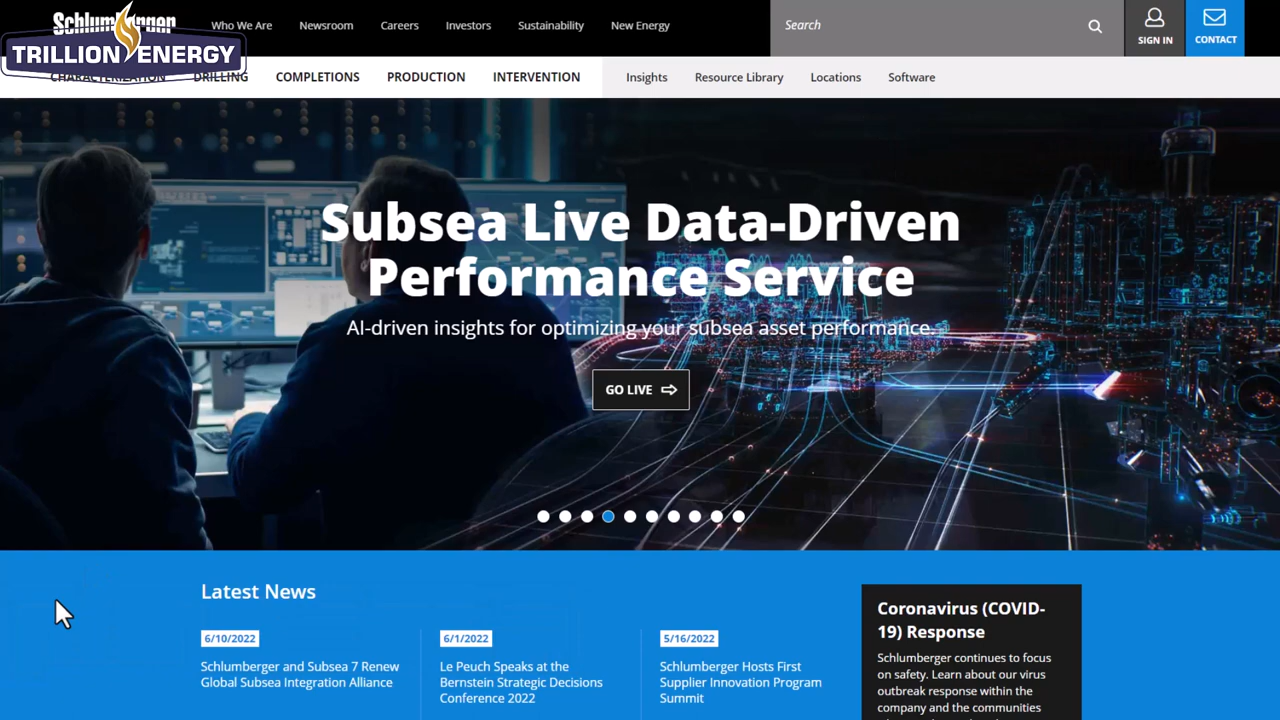 Schlumberger
Who We Are
Newsroom
Careers
Investors
Sustainability
New Energy
Search
SIGN IN
CONTACT
TRILLION ENERGY
CHARACTERIZATION
DRILLING
COMPLETIONS
PRODUCTION
INTERVENTION
Insights
Resource Library
Locations
Software
Subsea Live Data-Driven
Performance Service
AI-driven insights for optimizing your subsea asset performance.
GO LIVE
Latest News
6/10/2022
Schlumberger and Subsea 7 Renew
Global Subsea Integration Alliance
6/1/2022
Le Peuch Speaks at the
Bernstein Strategic Decisions
Conference 2022
5/16/2022
Schlumberger Hosts First
Supplier Innovation Program
Summit
Coronavirus (COVID-
19) Response
Schlumberger continues to focus
on safety. Learn about our virus
outbreak response within the
company and the communities